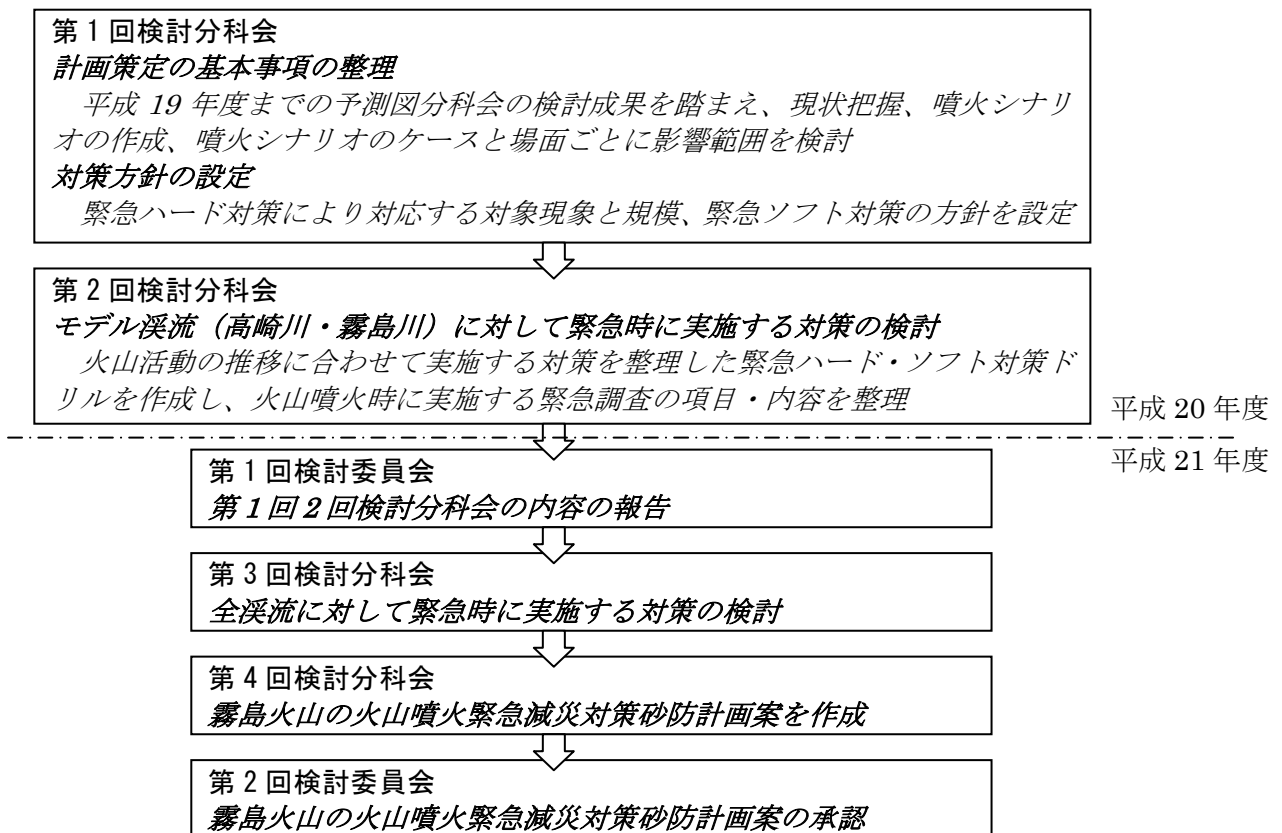 第1回検討分科会
計画策定の基本事項の整理
平成 19 年度までの予測図分科会の検討成果を踏まえ、現状把握、噴火シナリ
オの作成、噴火シナリオのケースと場面ごとに影響範囲を検討
対策方針の設定
緊急ハード対策により対応する対象現象と規模、緊急ソフト対策の方針を設定
第2回検討分科会
モデル渓流（高崎川・霧島川）に対して緊急時に実施する対策の検討
火山活動の推移に合わせて実施する対策を整理した緊急ハード・ソフト対策ド
リルを作成し、火山噴火時に実施する緊急調査の項目・内容を整理
平成 20 年度
平成 21 年度
第1回検討委員会
第1回2回検討分科会の内容の報告
第3回検討分科会
全渓流に対して緊急時に実施する対策の検討
第4回検討分科会
霧島火山の火山噴火緊急減災対策砂防計画案を作成
第2回検討委員会
霧島火山の火山噴火緊急減災対策砂防計画案の承認